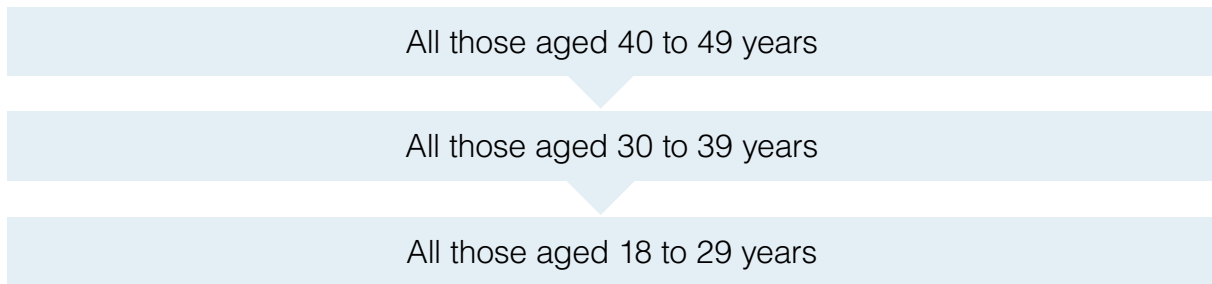 All those aged 40 to 49 years
All those aged 30 to 39 years
All those aged 18 to 29 years